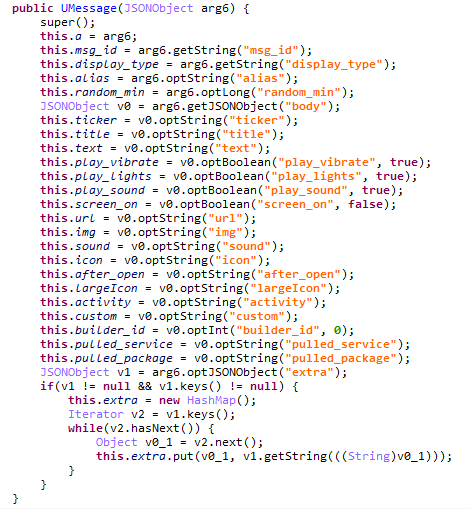 public UMessage(JSONObject arg6) {
    super();
    this.a = arg6;
    this.msg_id = arg6.getString("msg_id");
    this.display_type = arg6.getString("display_type");
    this.alias = arg6.optString("alias");
    this.random_min = arg6.optLong("random_min");
    JSONObject v0 = arg6.getJSONObject("body");
    this.ticker = v0.optString("ticker");
    this.title = v0.optString("title");
    this.text = v0.optString("text");
    this.play_vibrate = v0.optBoolean("play_vibrate", true);
    this.play_lights = v0.optBoolean("play_lights", true);
    this.play_sound = v0.optBoolean("play_sound", true);
    this.screen_on = v0.optBoolean("screen_on", false);
    this.url = v0.optString("url");
    this.img = v0.optString("img");
    this.sound = v0.optString("sound");
    this.icon = v0.optString("icon");
    this.after_open = v0.optString("after_open");
    this.largeIcon = v0.optString("largeIcon");
    this.activity = v0.optString("activity");
    this.custom = v0.optString("custom");
    this.builder_id = v0.optInt("builder_id", 0);
    this.pulled_service = v0.optString("pulled_service");
    this.pulled_package = v0.optString("pulled_package");
    JSONObject v1 = arg6.optJSONObject("extra");
    if(v1 != null && v1.keys() != null) {
        this.extra = new HashMap();
        Iterator v2 = v1.keys();
        while(v2.hasNext()) {
            Object v0_1 = v2.next();
            this.extra.put(v0_1, v1.getString(((String)v0_1)));
        }
    }
}